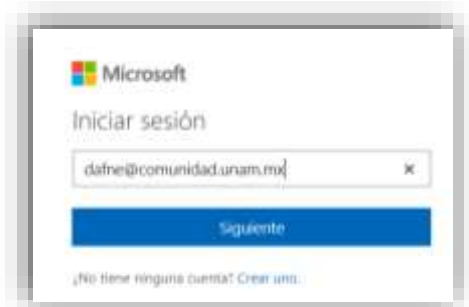 Microsoft
Iniciar sesión
dafne@comunidad.unam.mx
Siguiente
¿No tiene ninguna cuenta? Crear uno.